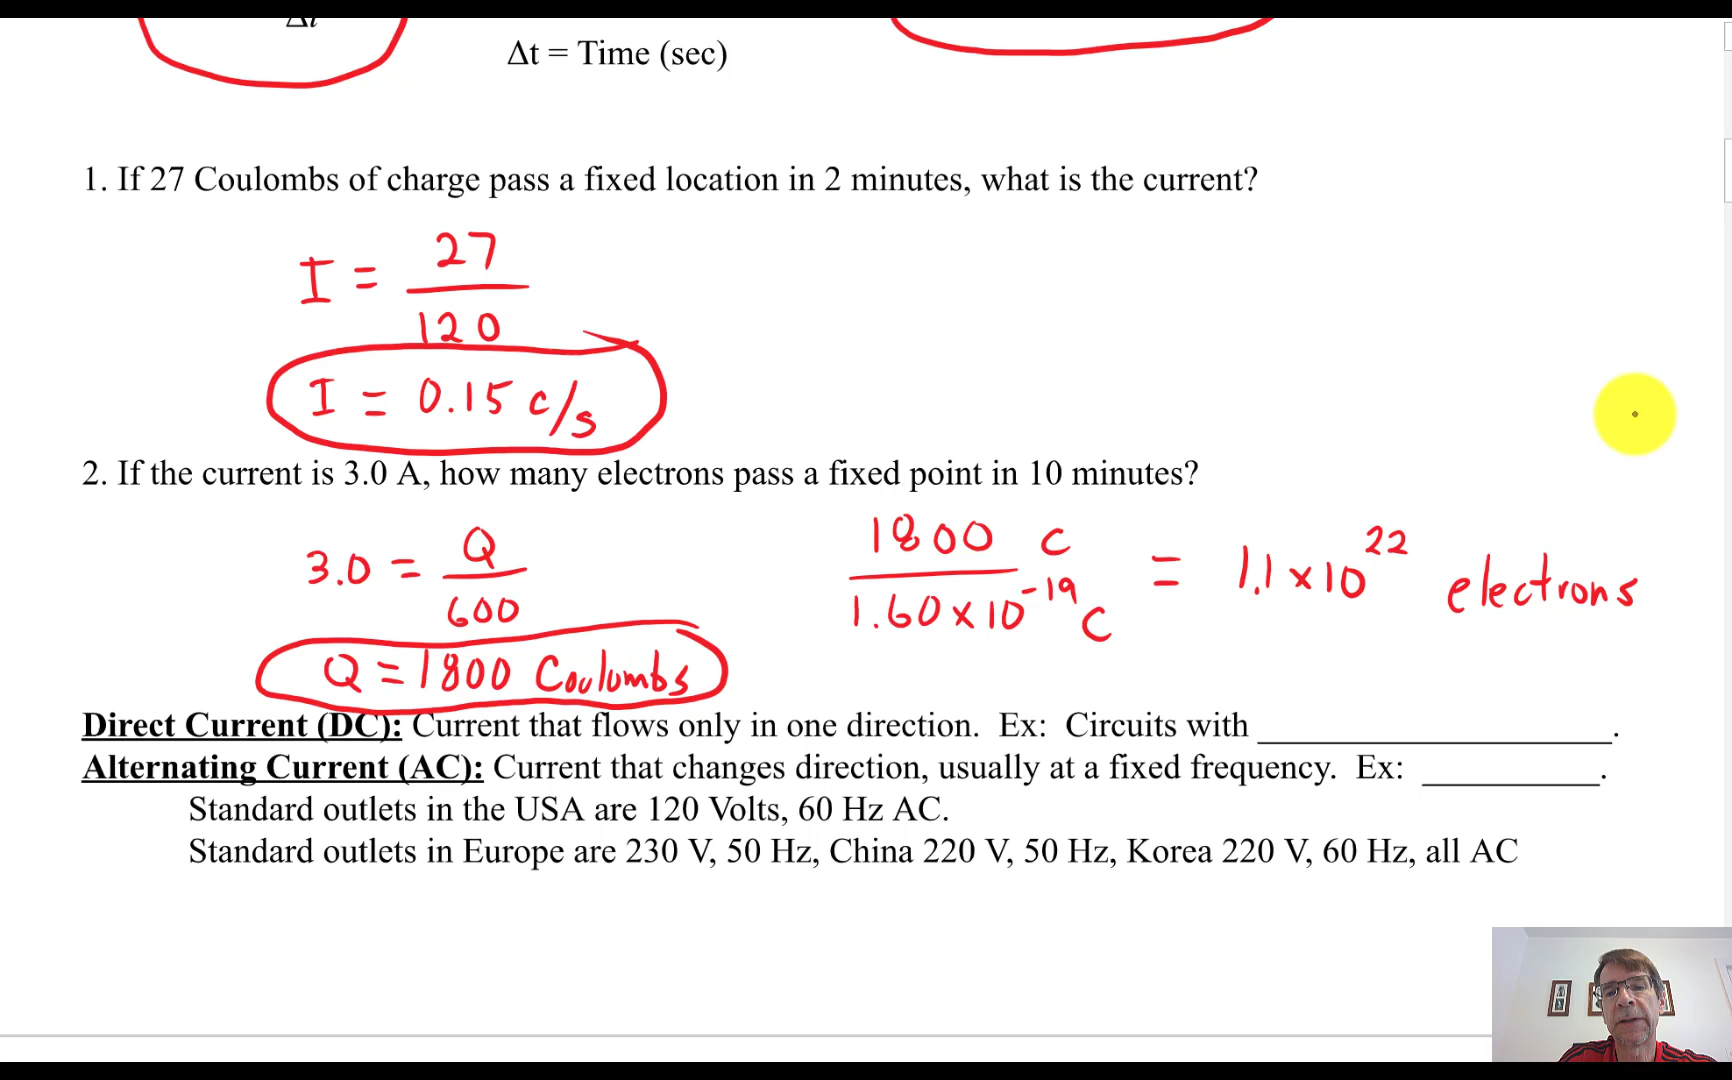 Δt
Δt = Time (sec)
1. If 27 Coulombs of charge pass a fixed location in 2 minutes, what is the current?
I = 27
120
I = 0.15 c/s
2. If the current is 3.0 A, how many electrons pass a fixed point in 10 minutes?
3.0 = Q
600
1800 C
1.60 x 10^-19 C
= 1.1 x 10^22 electrons
Q = 1800 Coulombs
Direct Current (DC): Current that flows only in one direction. Ex: Circuits with ____________________.
Alternating Current (AC): Current that changes direction, usually at a fixed frequency. Ex: __________.
Standard outlets in the USA are 120 Volts, 60 Hz AC.
Standard outlets in Europe are 230 V, 50 Hz, China 220 V, 50 Hz, Korea 220 V, 60 Hz, all AC